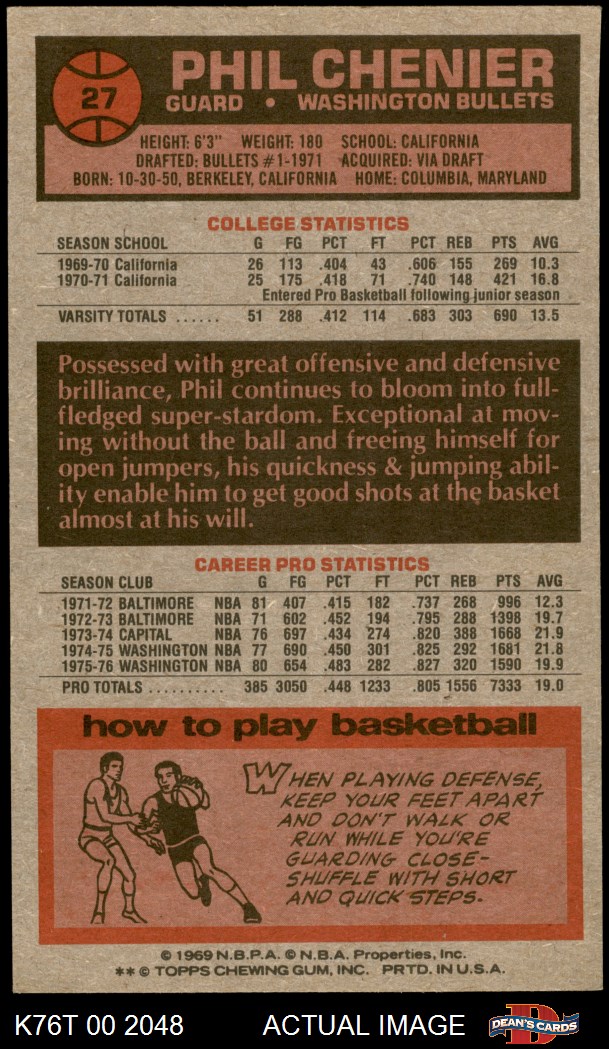 27
PHIL CHENIER
GUARD • WASHINGTON BULLETS
HEIGHT: 6'3" WEIGHT: 180 SCHOOL: CALIFORNIA
DRAFTED: BULLETS #1-1971 ACQUIRED: VIA DRAFT
BORN: 10-30-50, BERKELEY, CALIFORNIA HOME: COLUMBIA, MARYLAND
COLLEGE STATISTICS
SEASON SCHOOL G FG PCT FT PCT REB PTS AVG
1969-70 California 26 113 .404 43 .606 155 269 10.3
1970-71 California 25 175 .418 71 .740 148 421 16.8
Entered Pro Basketball following junior season
VARSITY TOTALS ...... 51 288 .412 114 .683 303 690 13.5
Possessed with great offensive and defensive
brilliance, Phil continues to bloom into full-
fledged super-stardom. Exceptional at mov-
ing without the ball and freeing himself for
open jumpers, his quickness & jumping abil-
ity enable him to get good shots at the basket
almost at his will.
CAREER PRO STATISTICS
SEASON CLUB G FG PCT FT PCT REB PTS AVG
1971-72 BALTIMORE NBA 81 407 .415 182 .737 268 996 12.3
1972-73 BALTIMORE NBA 71 602 .452 194 .795 288 1398 19.7
1973-74 CAPITAL NBA 76 697 .434 274 .820 388 1668 21.9
1974-75 WASHINGTON NBA 77 690 .450 301 .825 292 1681 21.8
1975-76 WASHINGTON NBA 80 654 .483 282 .827 320 1590 19.9
PRO TOTALS .......... 385 3050 .448 1233 .805 1556 7333 19.0
how to play basketball
WHEN PLAYING DEFENSE,
KEEP YOUR FEET APART
AND DON'T WALK OR
RUN WHILE YOU'RE
GUARDING CLOSE-
SHUFFLE WITH SHORT
AND QUICK STEPS.
© 1969 N.B.P.A. © N.B.A. Properties, Inc.
** © TOPPS CHEWING GUM, INC. PRTD. IN U.S.A.
K76T 00 2048 ACTUAL IMAGE D DEAN'S CARDS